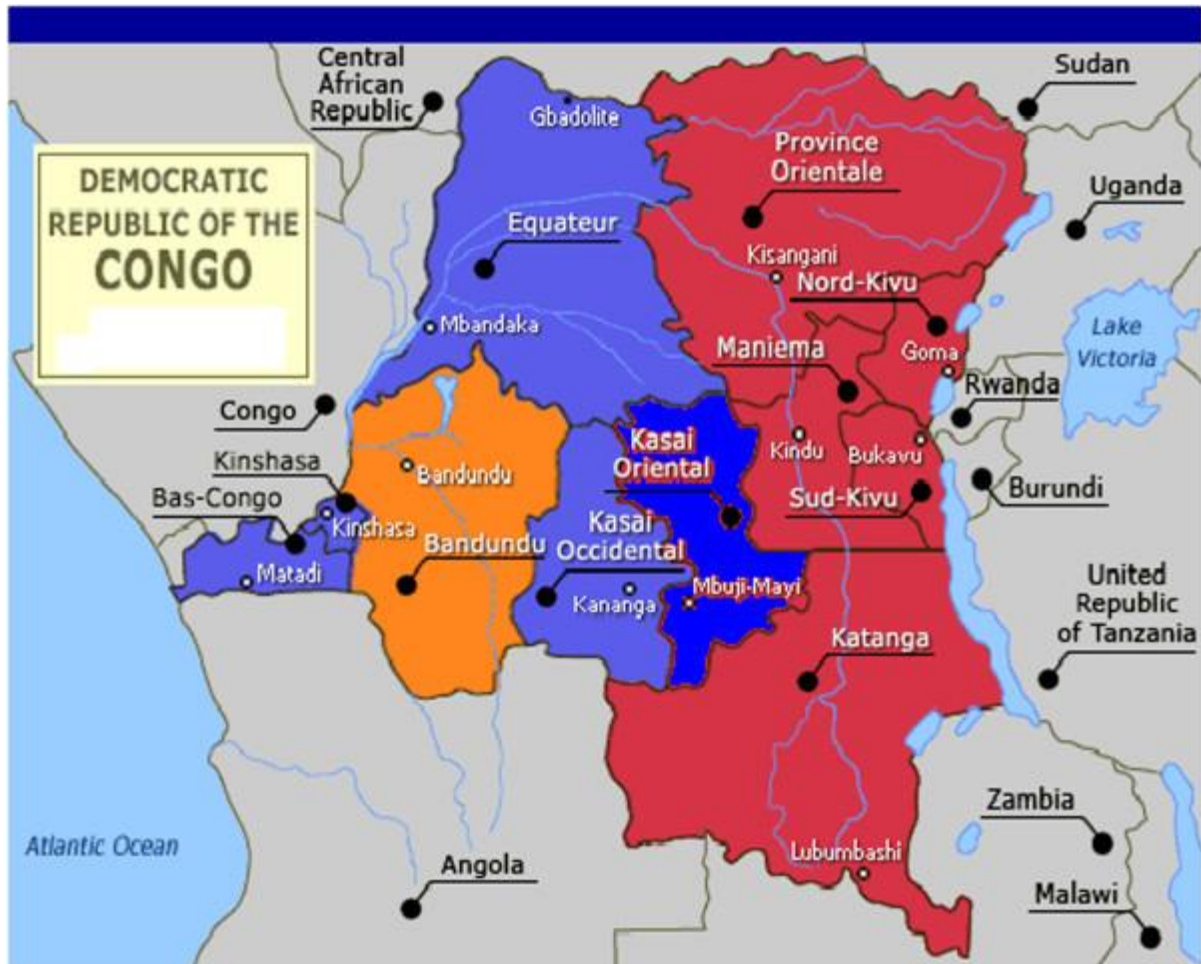 DEMOCRATIC
REPUBLIC OF THE
CONGO
Central
African
Republic
Sudan
Gbadolite
Province
Orientale
Uganda
Equateur
Kisangani
Nord-Kivu
Mbandaka
Maniema
Goma
Lake
Victoria
Rwanda
Congo
Kinshasa
Bas-Congo
Kinshasa
Matadi
Bandundu
Bandundu
Kasai
Oriental
Kindu
Bukavu
Sud-Kivu
Burundi
Kasai
Occidental
Kananga
Mbuji-Mayi
United
Republic
of Tanzania
Katanga
Zambia
Lubumbashi
Malawi
Angola
Atlantic Ocean